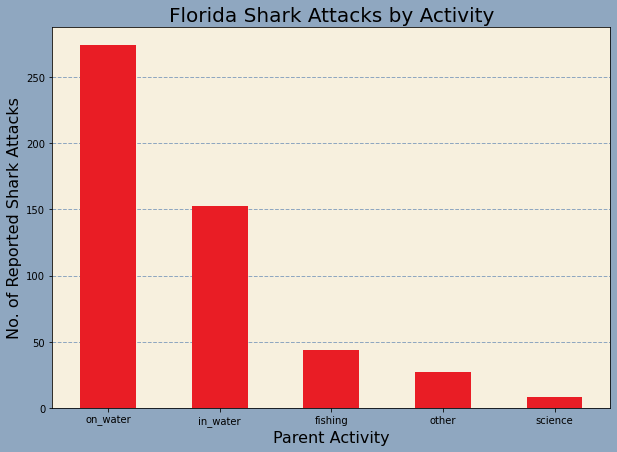 Florida Shark Attacks by Activity
No. of Reported Shark Attacks
250
200
150
100
50
0
on_water in_water fishing other science
Parent Activity